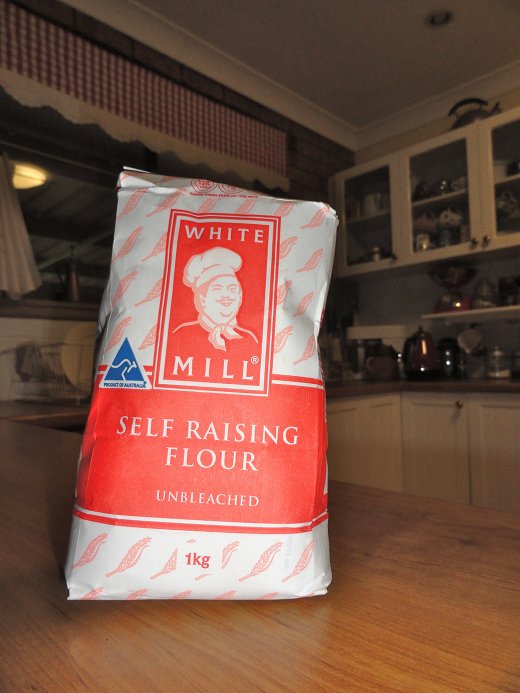 WHITE
MILL®
PRODUCT OF AUSTRALIA
SELF RAISING
FLOUR
UNBLEACHED
1kg